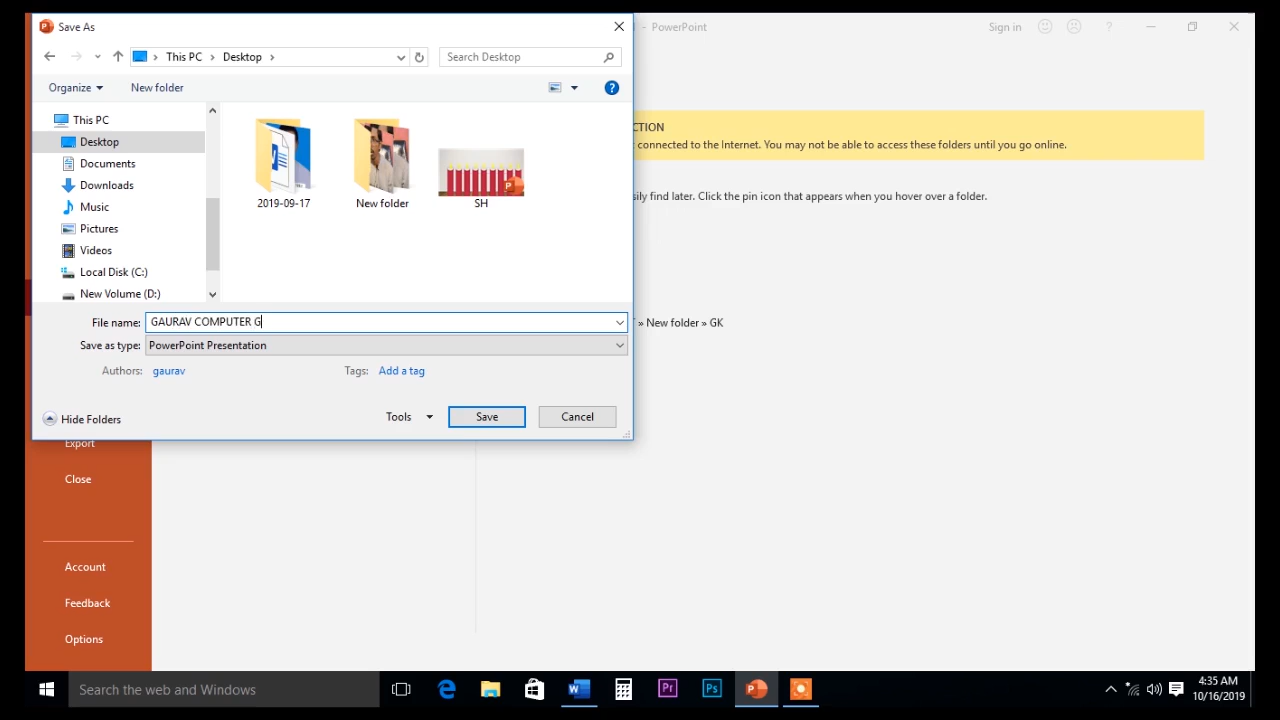 Save As
- PowerPoint
Sign in
This PC
Desktop
Search Desktop
Organize
New folder
This PC
Desktop
Documents
Downloads
Music
Pictures
Videos
Local Disk (C:)
New Volume (D:)
2019-09-17
New folder
SH
CTION
connected to the Internet. You may not be able to access these folders until you go online.
sily find later. Click the pin icon that appears when you hover over a folder.
» New folder » GK
File name: GAURAV COMPUTER G
Save as type: PowerPoint Presentation
Authors: gaurav
Tags: Add a tag
Hide Folders
Tools
Save
Cancel
Export
Close
Account
Feedback
Options
Search the web and Windows
4:35 AM
10/16/2019